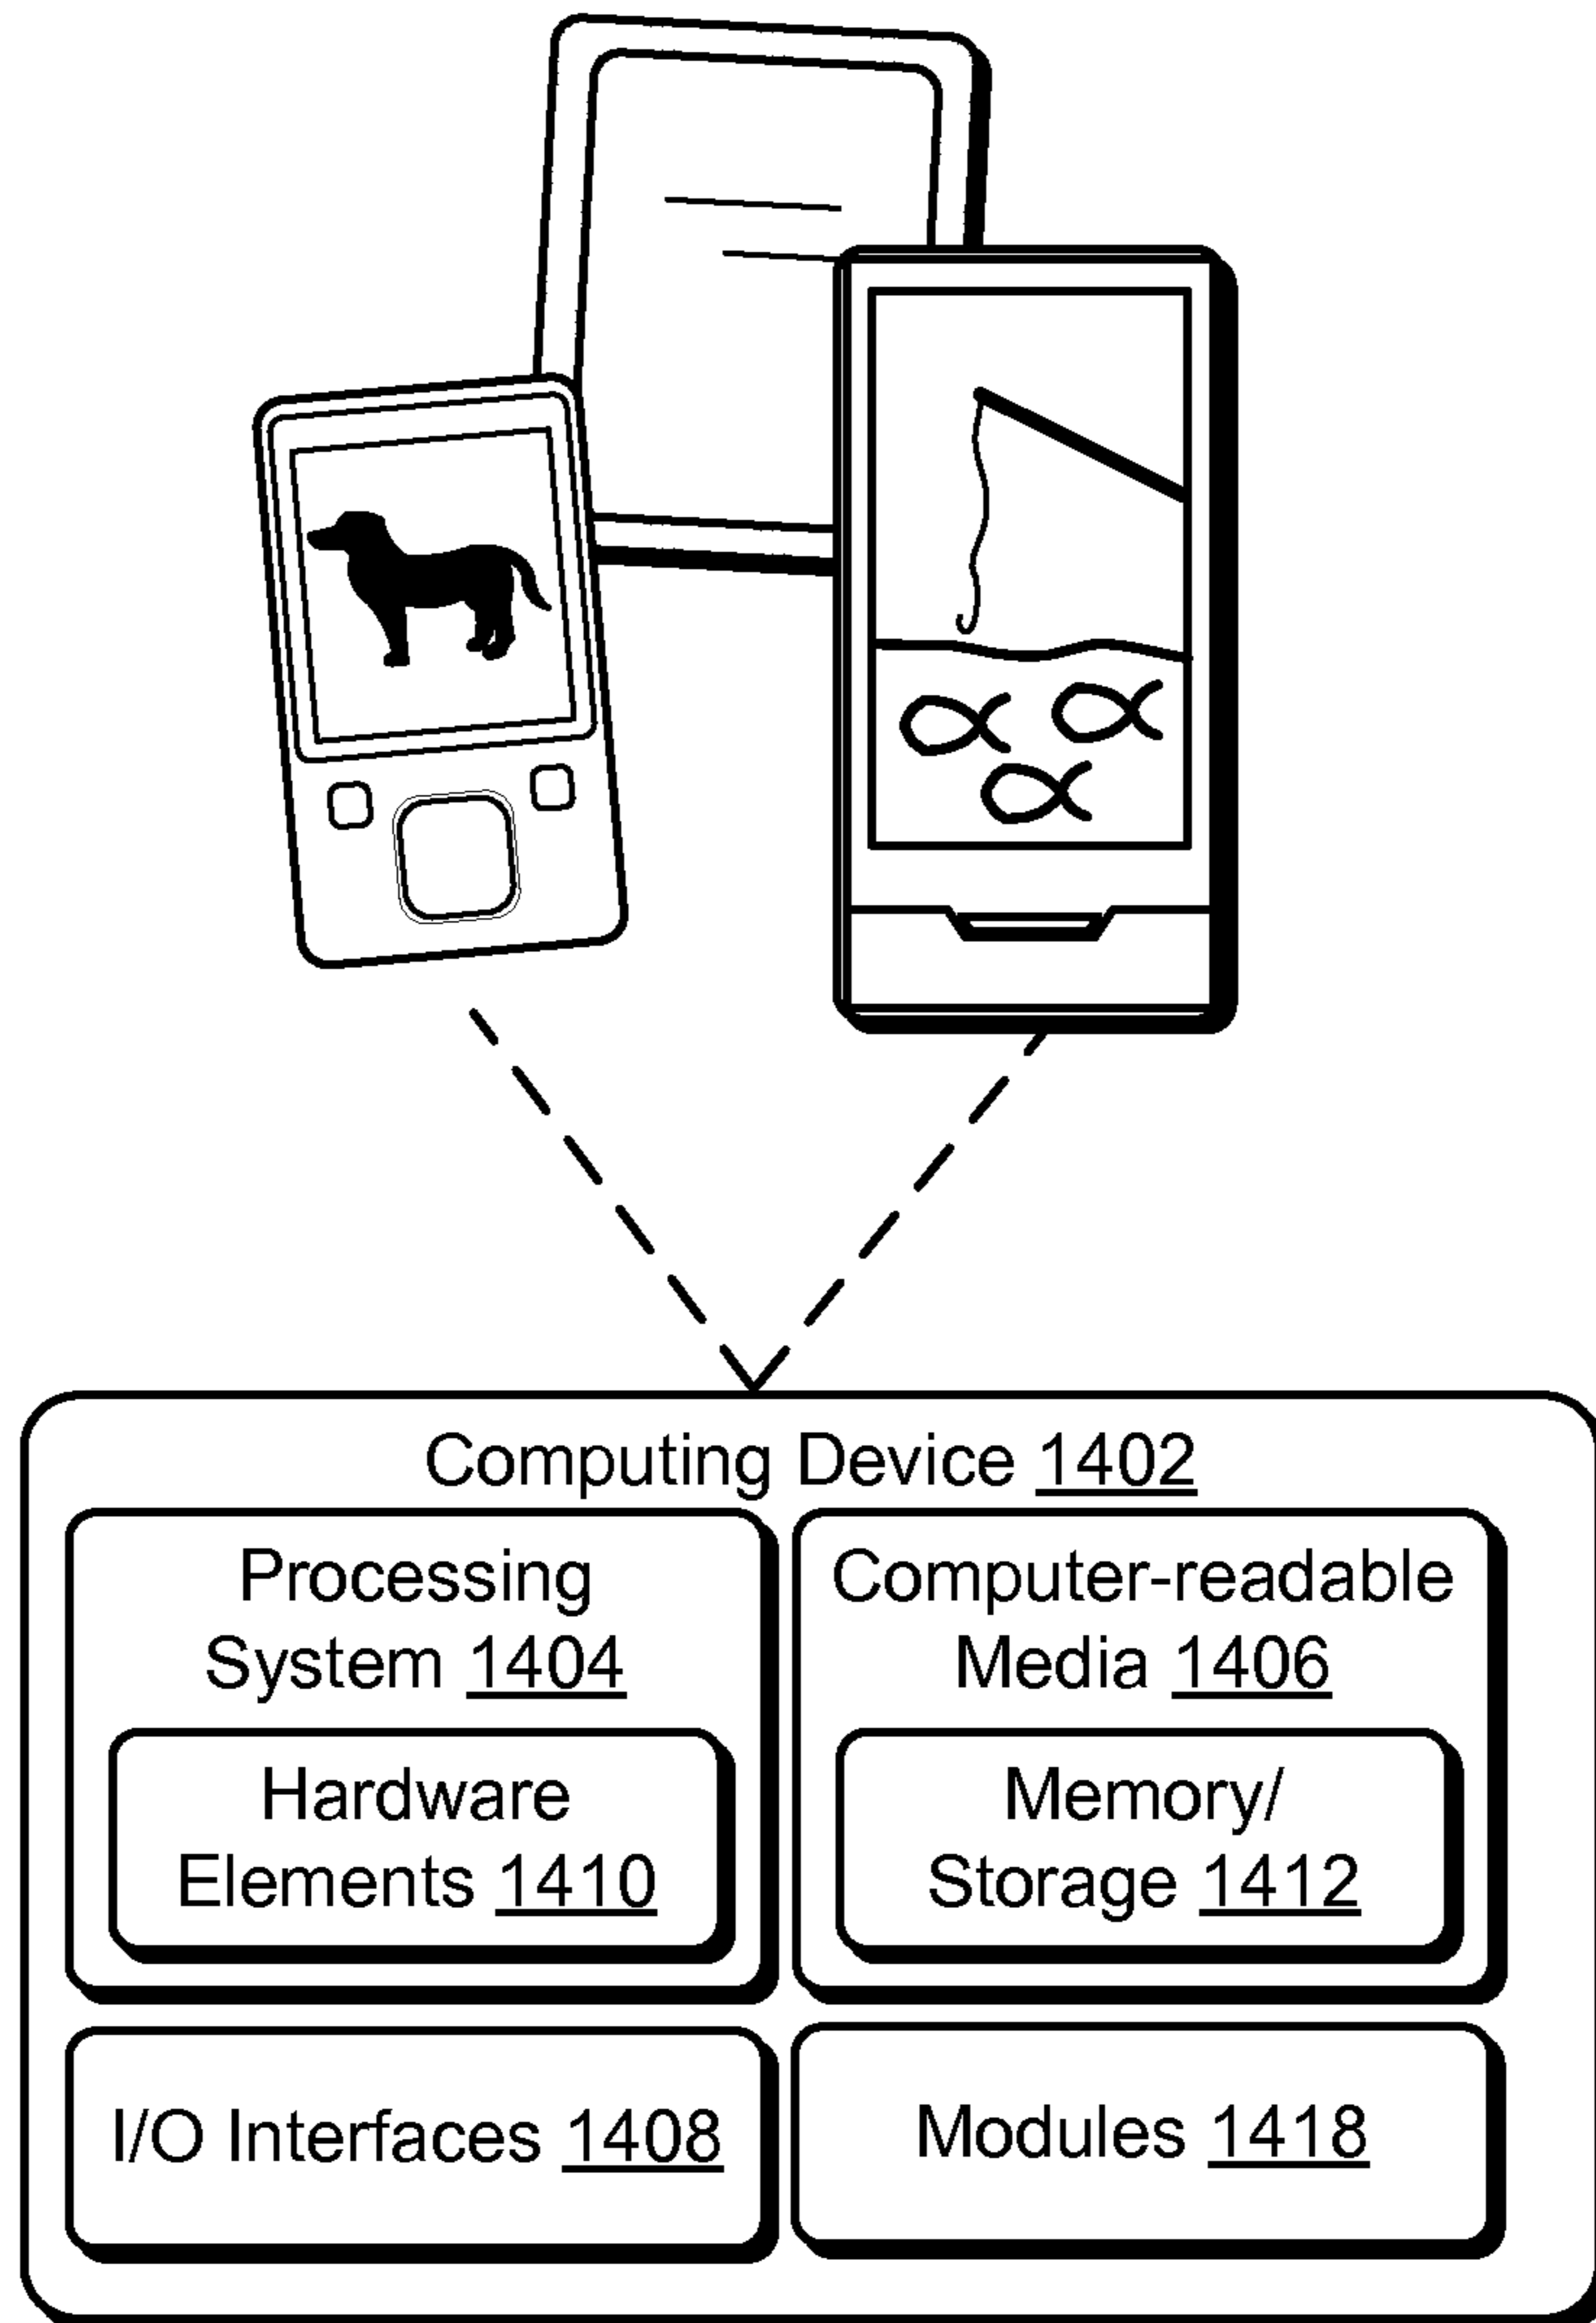 Computing Device 1402
Processing
System 1404
Hardware
Elements 1410
Computer-readable
Media 1406
Memory/
Storage 1412
I/O Interfaces 1408
Modules 1418